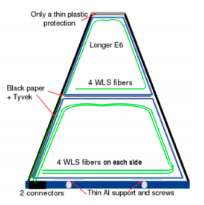 Only a thin plastic
protection
Longer E6
4 WLS fibers
Black paper
+ Tyvek
4 WLS fibers on each side
2 connectors
Thin Al support and screws